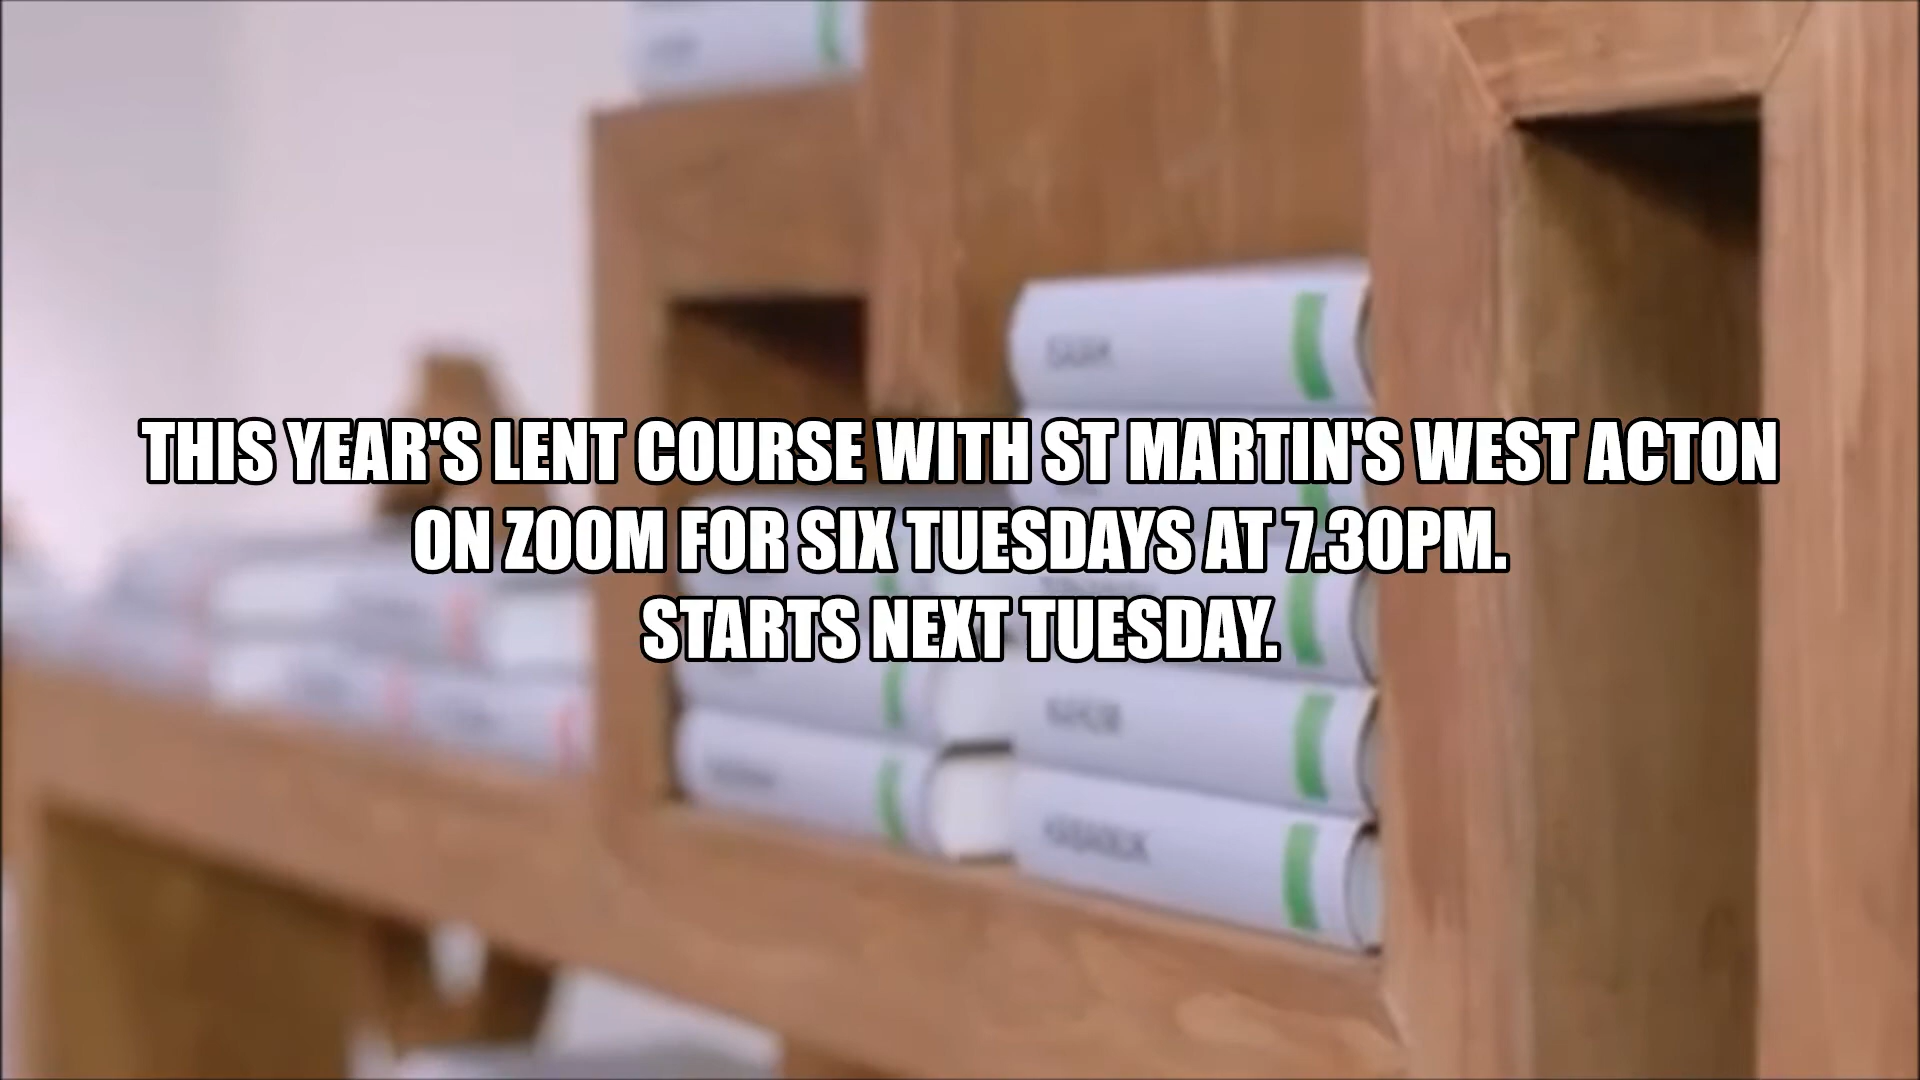 THIS YEAR'S LENT COURSE WITH ST MARTIN'S WEST ACTON
ON ZOOM FOR SIX TUESDAYS AT 7.30PM.
STARTS NEXT TUESDAY.